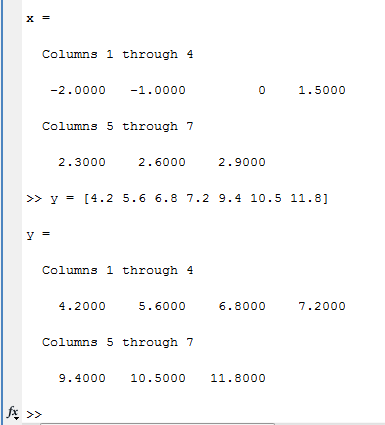 x =
Columns 1 through 4
-2.0000 -1.0000 0 1.5000
Columns 5 through 7
2.3000 2.6000 2.9000
>> y = [4.2 5.6 6.8 7.2 9.4 10.5 11.8]
y =
Columns 1 through 4
4.2000 5.6000 6.8000 7.2000
Columns 5 through 7
9.4000 10.5000 11.8000
fx >>